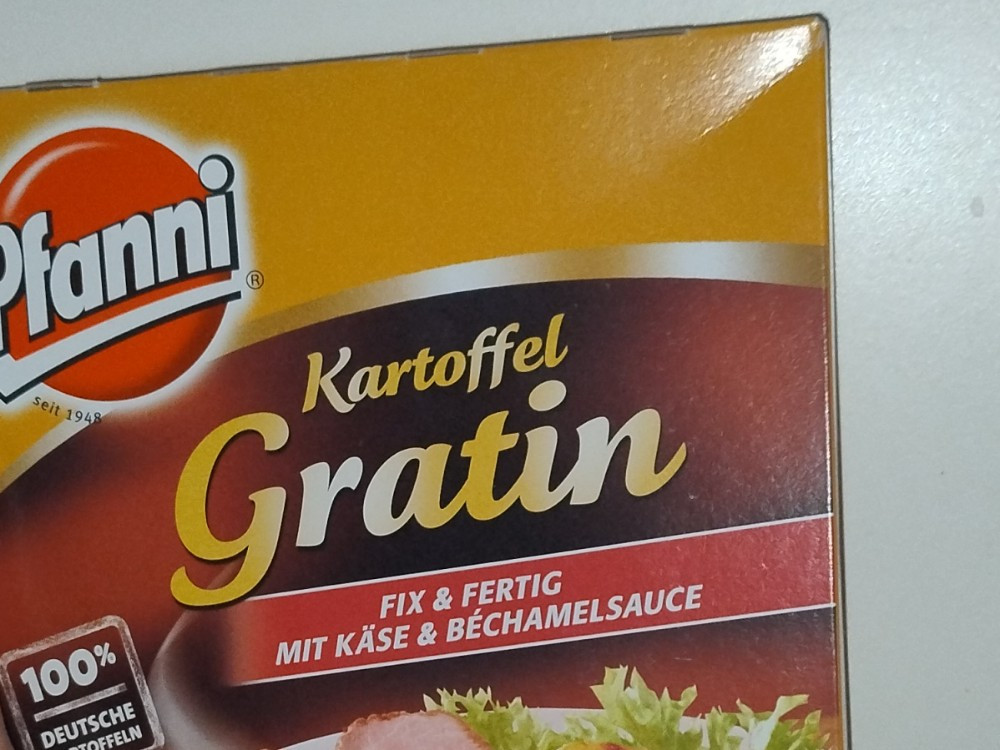 Pfanni®
seit 1948
Kartoffel
Gratin
FIX & FERTIG
MIT KÄSE & BÉCHAMELSAUCE
100%
DEUTSCHE